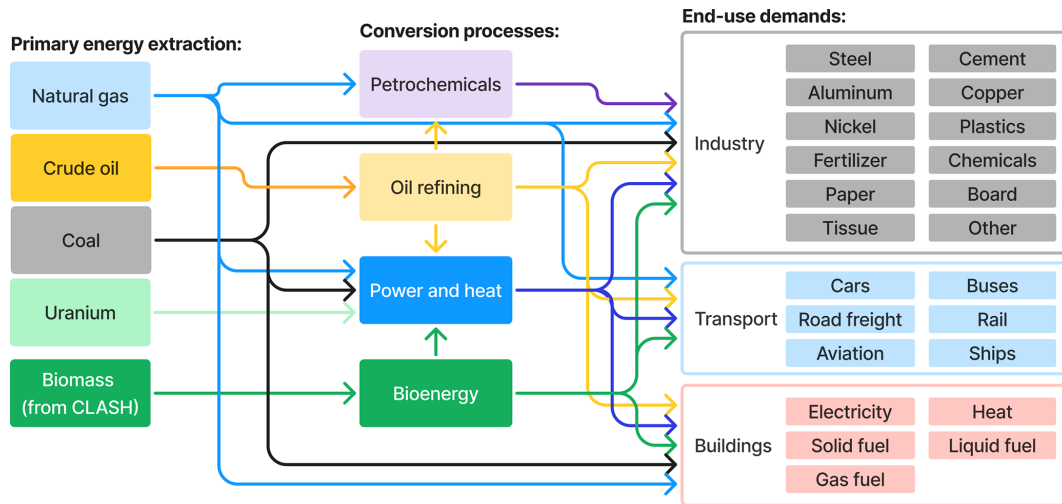 Primary energy extraction:
Natural gas
Crude oil
Coal
Uranium
Biomass
(from CLASH)
Conversion processes:
Petrochemicals
Oil refining
Power and heat
Bioenergy
End-use demands:
Industry
Steel
Cement
Aluminum
Copper
Nickel
Plastics
Fertilizer
Chemicals
Paper
Board
Tissue
Other
Transport
Cars
Buses
Road freight
Rail
Aviation
Ships
Buildings
Electricity
Heat
Solid fuel
Liquid fuel
Gas fuel